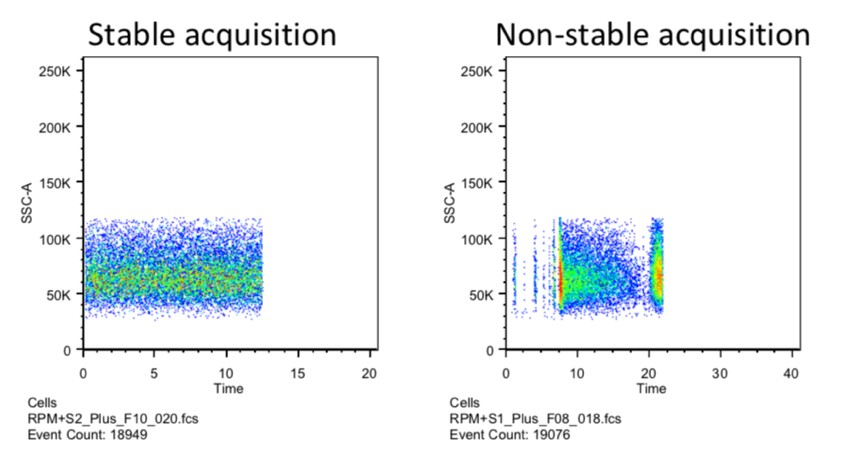 Stable acquisition
250K
200K
150K
100K
50K
0
SSC-A
0 5 10 15 20
Time
Cells
RPM+S2_Plus_F10_020.fcs
Event Count: 18949
Non-stable acquisition
250K
200K
150K
100K
50K
0
SSC-A
0 10 20 30 40
Time
Cells
RPM+S1_Plus_F08_018.fcs
Event Count: 19076